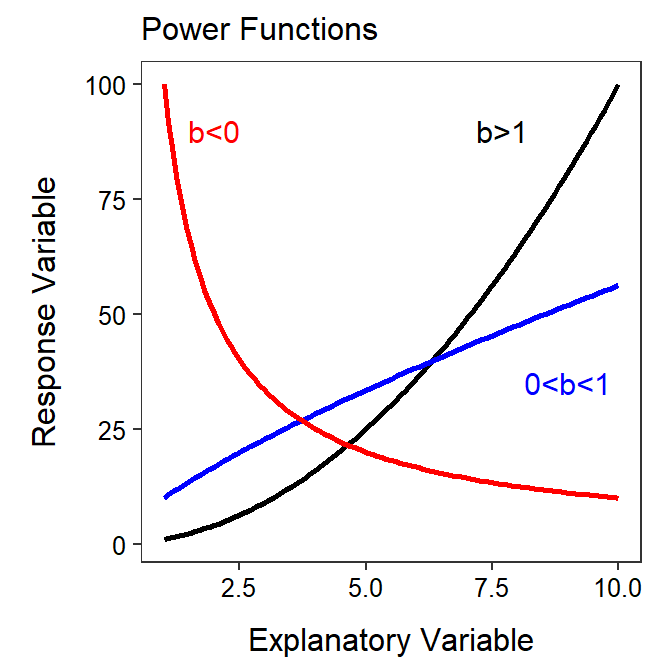 Power Functions
Response Variable
100
75
50
25
0
b<0
b>1
0<b<1
2.5
5.0
7.5
10.0
Explanatory Variable